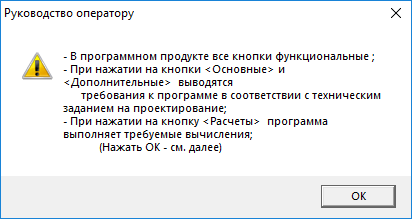 Руководство оператору
- В программном продукте все кнопки функциональные ;
- При нажатии на кнопки <Основные> и
<Дополнительные> выводятся
требования к программе в соответствии с техническим
заданием на проектирование;
- При нажатии на кнопку <Расчеты> программа
выполняет требуемые вычисления;
(Нажать ОК - см. далее)
OK